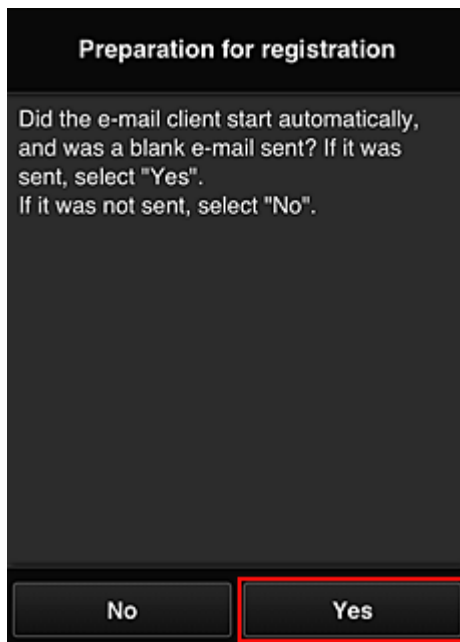 Preparation for registration
Did the e-mail client start automatically,
and was a blank e-mail sent? If it was
sent, select "Yes".
If it was not sent, select "No".
No
Yes